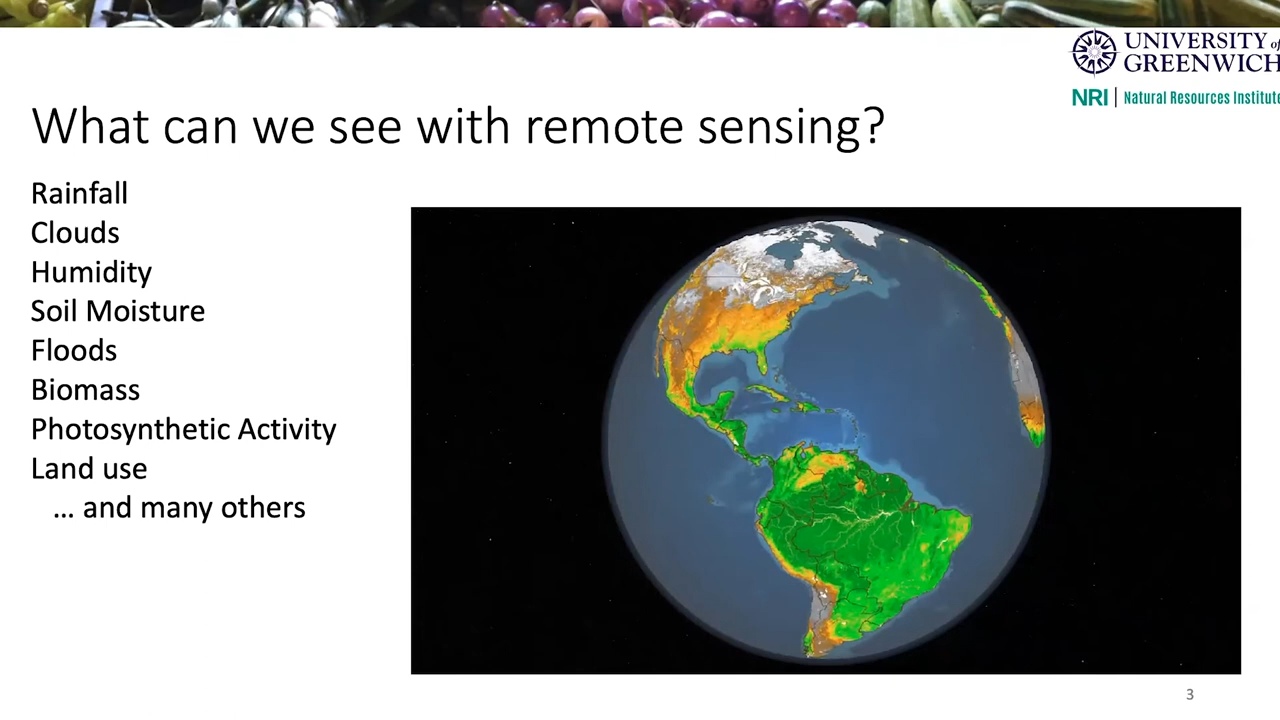 UNIVERSITY of
GREENWICH
NRI | Natural Resources Institute
What can we see with remote sensing?
Rainfall
Clouds
Humidity
Soil Moisture
Floods
Biomass
Photosynthetic Activity
Land use
... and many others
3